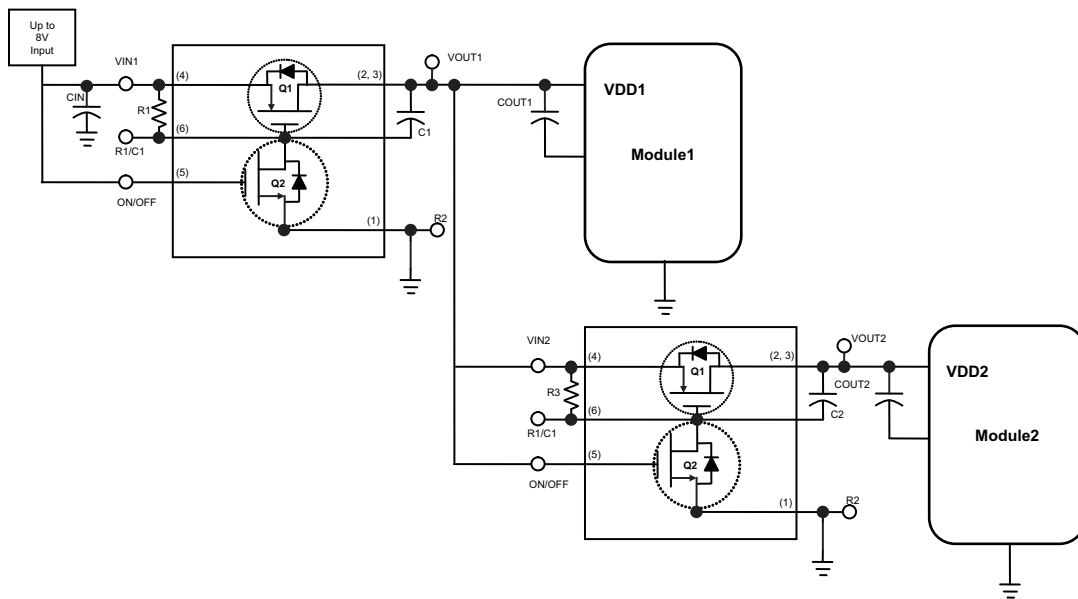 Up to
8V
Input
VIN1
CIN
R1
(4)
(6)
R1/C1
(5)
ON/OFF
Q1
Q2
(2, 3)
(1)
VOUT1
C1
R2
COUT1
VDD1
Module1
VIN2
R3
(4)
(6)
R1/C1
(5)
ON/OFF
Q1
Q2
(2, 3)
(1)
VOUT2
C2
R2
COUT2
VDD2
Module2